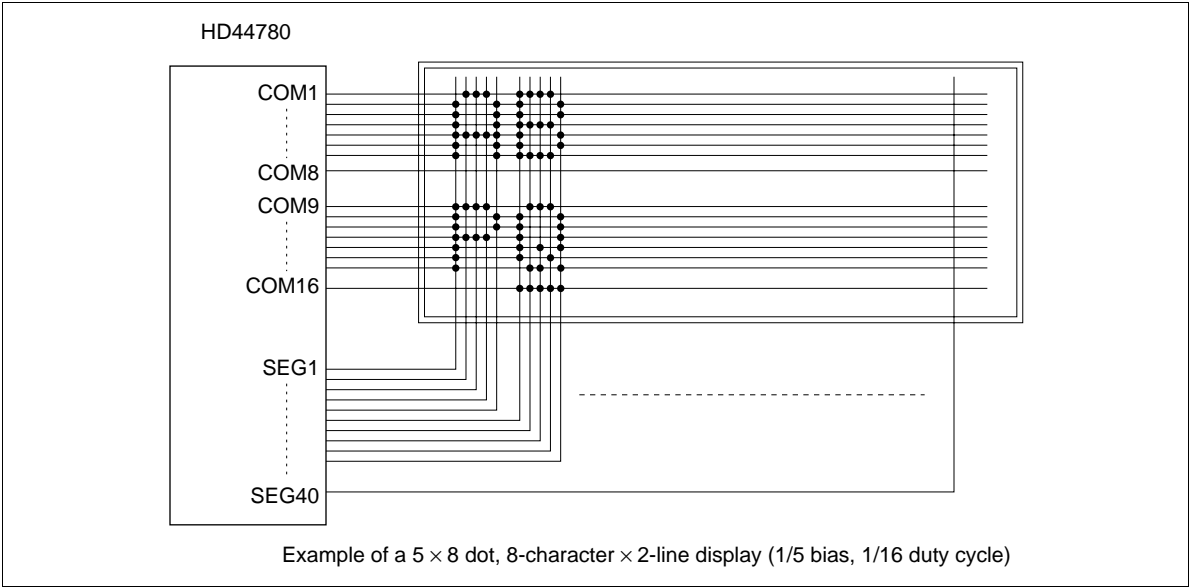 HD44780
COM1
COM8
COM9
COM16
SEG1
SEG40
A B
P Q
Example of a 5 × 8 dot, 8-character × 2-line display (1/5 bias, 1/16 duty cycle)